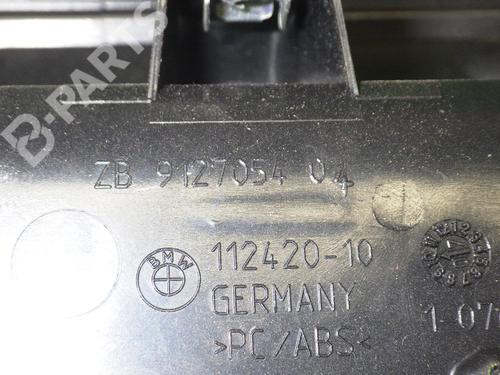 B-PARTS
ZB 9127054 04
BMW
112420-10
GERMANY
>PC/ABS<
1-07